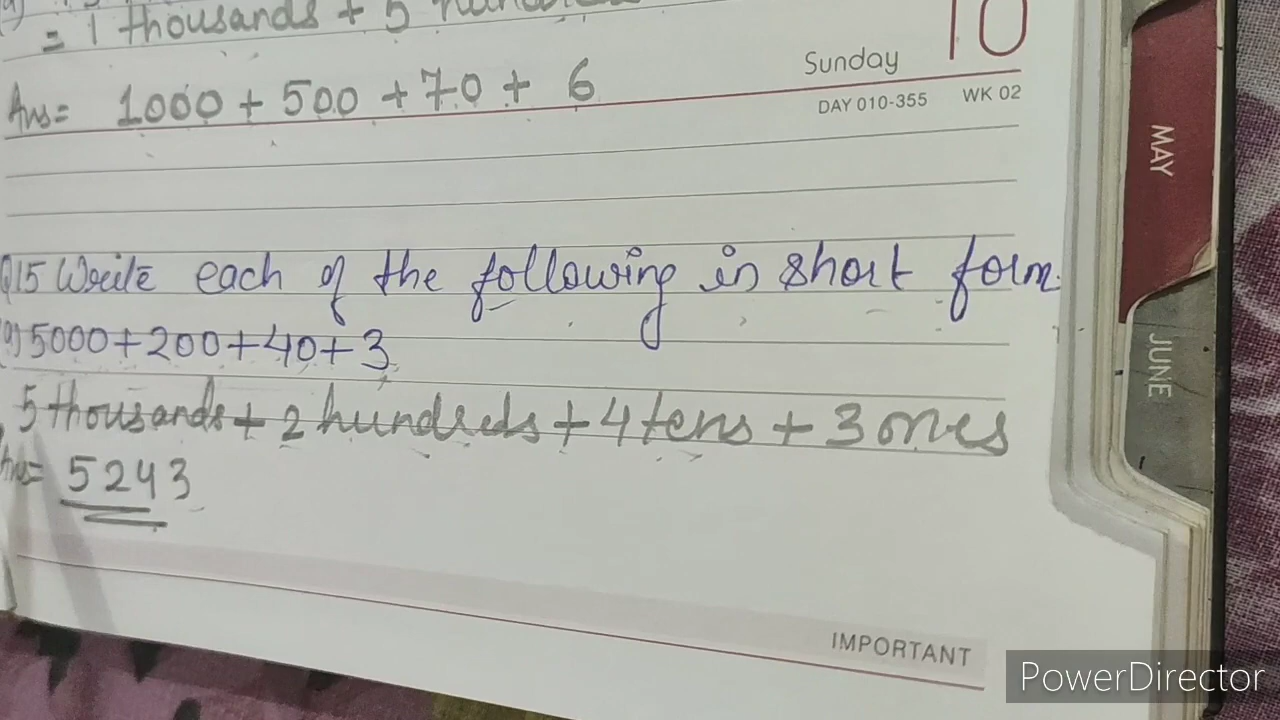 = 1 thousands + 5
Ans= 1000 + 500 + 70 + 6
Sunday 10
DAY 010-355 WK 02
Q15 Write each of the following in short form.
a) 5000+200+40+3
5 thousands + 2 hundreds + 4 tens + 3 ones
Ans= 5243
IMPORTANT
MAY
JUNE
PowerDirector